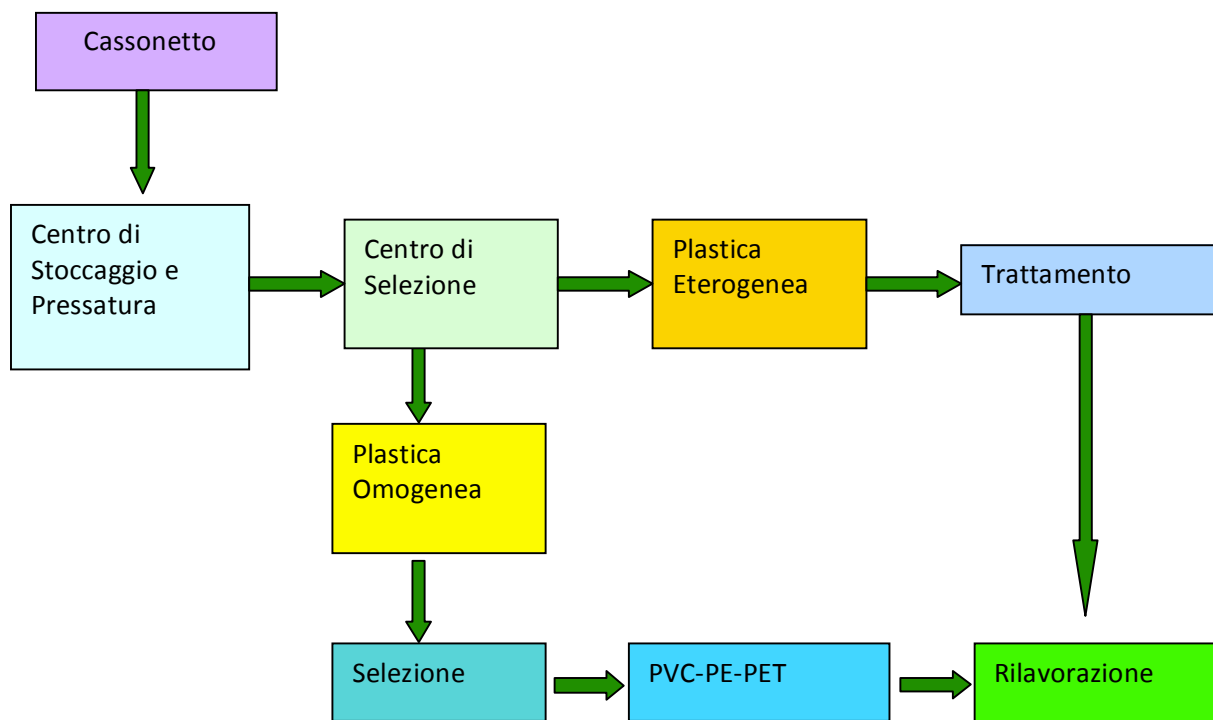 Cassonetto
Centro di
Stoccaggio e
Pressatura
Centro di
Selezione
Plastica
Eterogenea
Trattamento
Plastica
Omogenea
Selezione
PVC-PE-PET
Rilavorazione